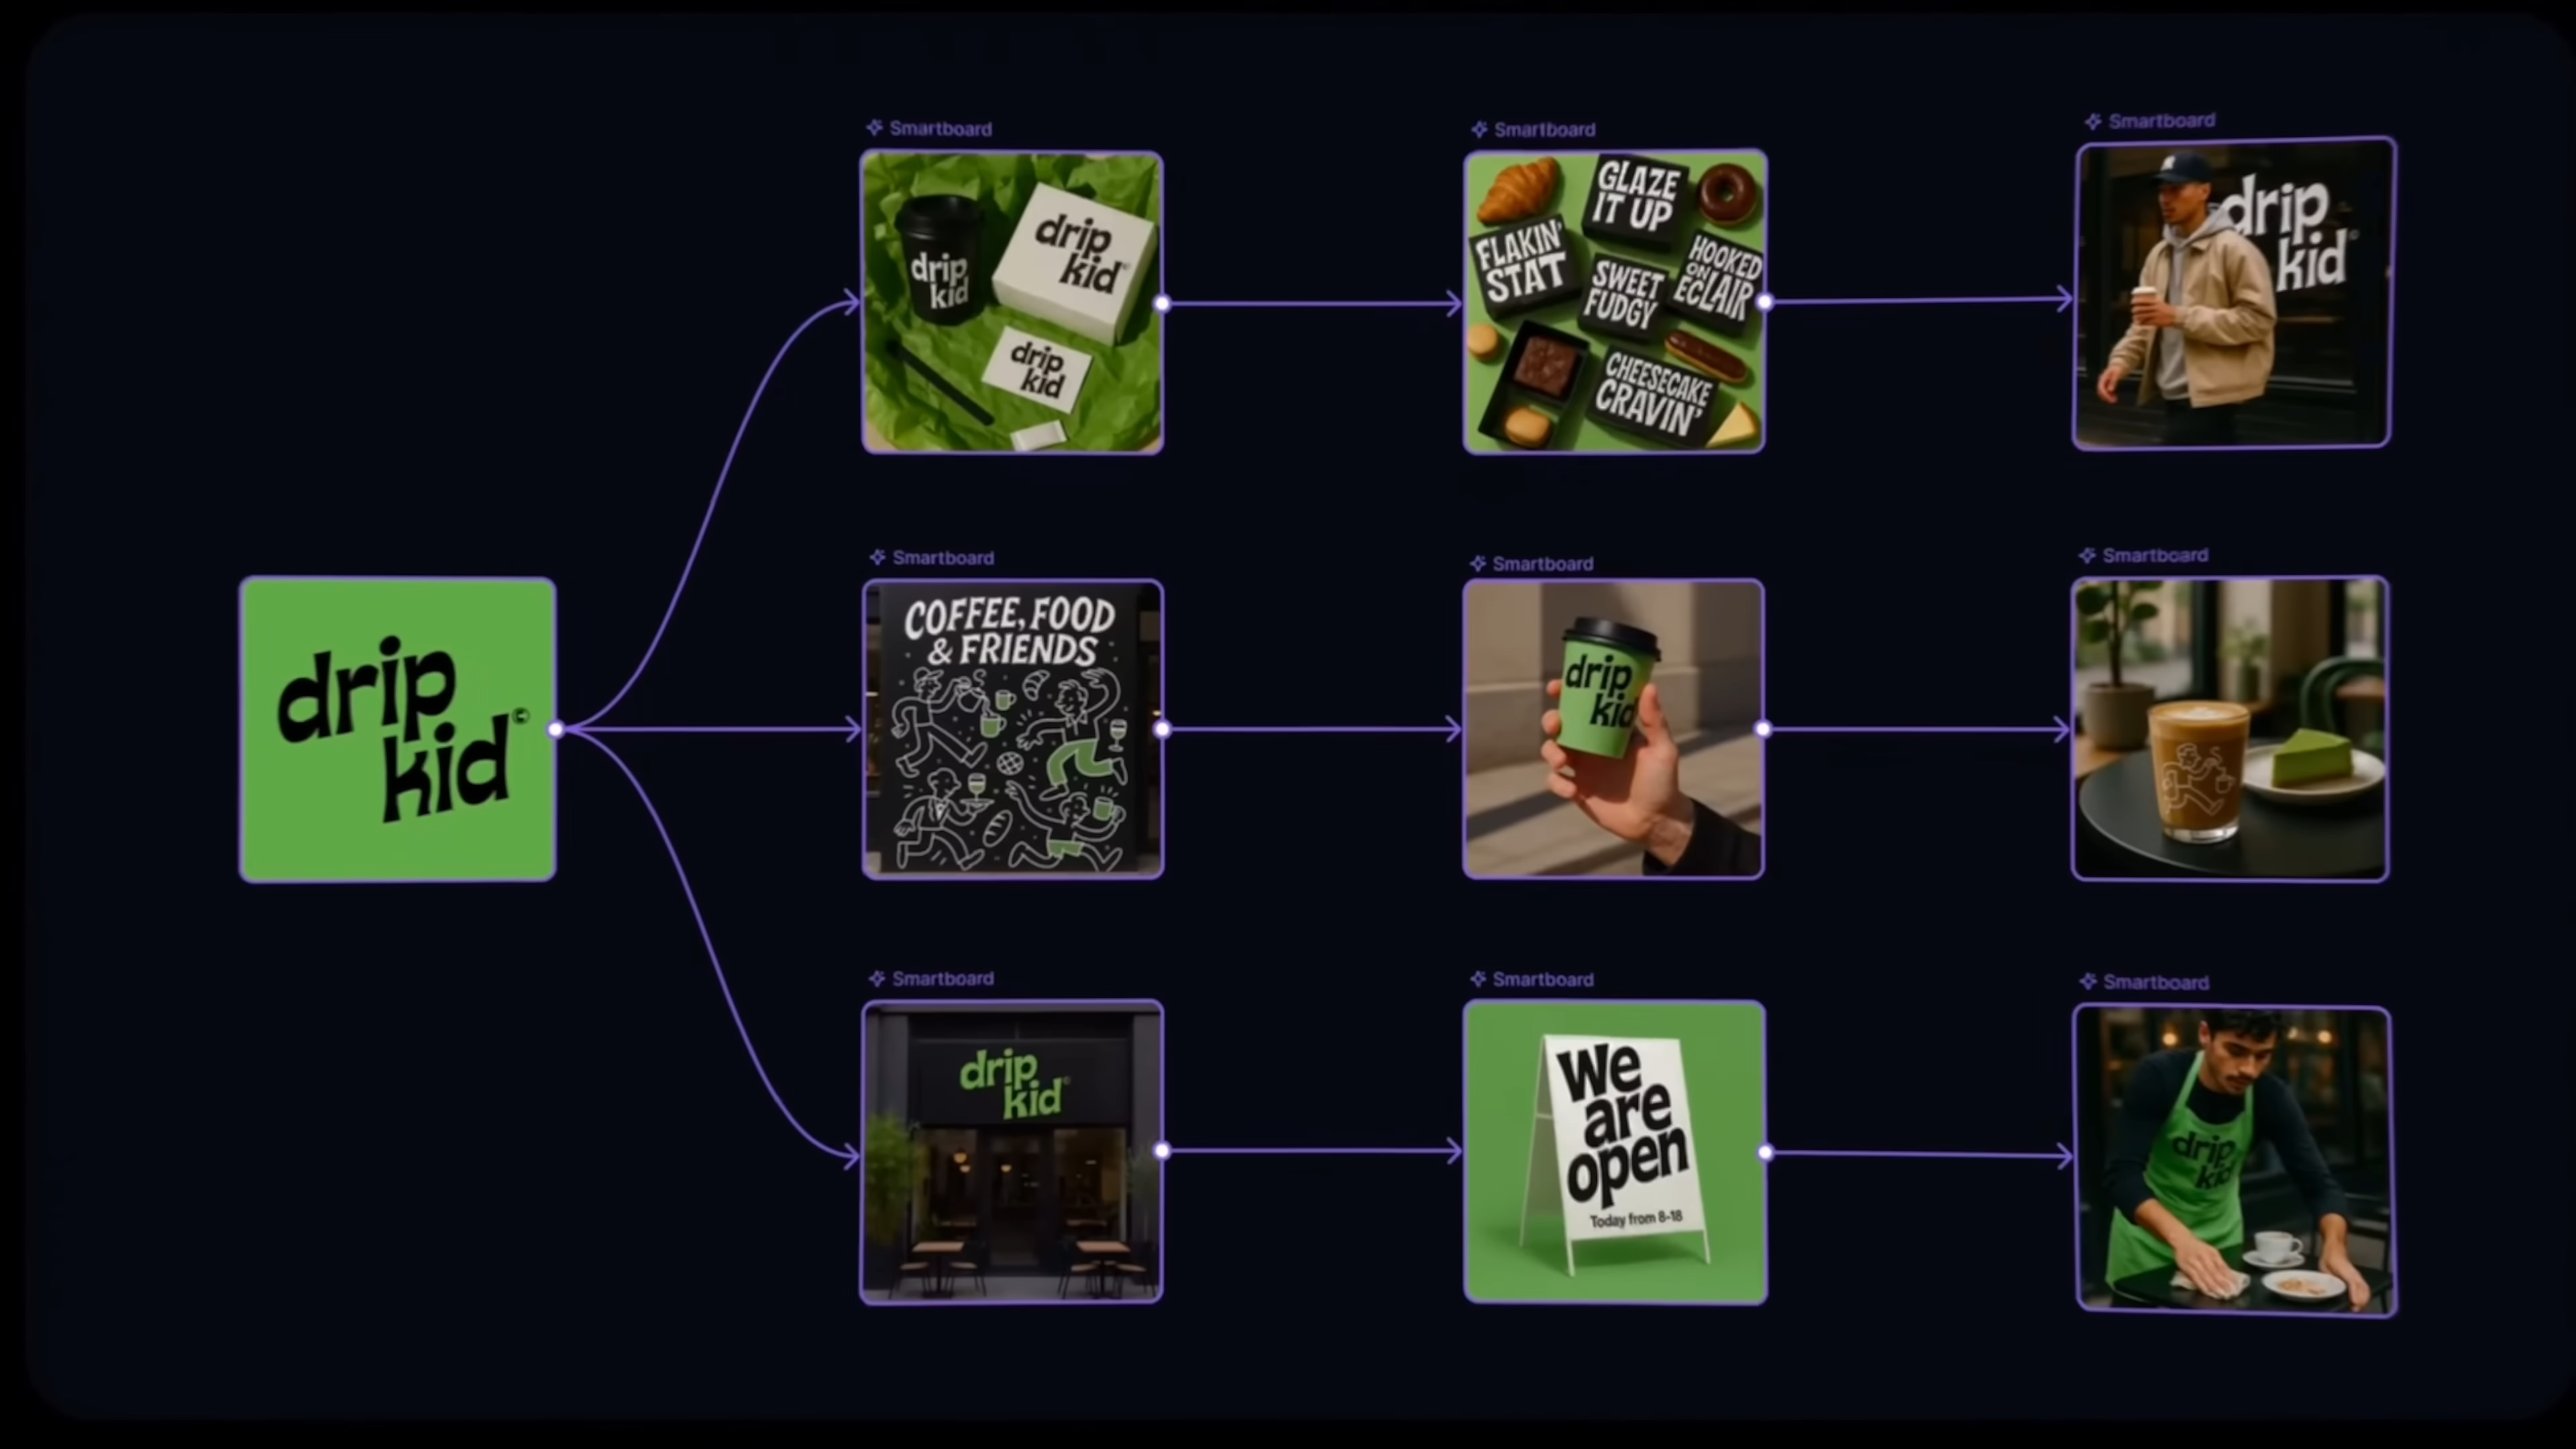 drip
kid©
Smartboard
drip
kid
drip
kid©
drip
kid
Smartboard
GLAZE
IT UP
FLAKIN'
STAT
HOOKED
ON
ECLAIR
SWEET
FUDGY
CHEESECAKE
CRAVIN'
Smartboard
drip
kid©
Smartboard
COFFEE, FOOD
& FRIENDS
Smartboard
drip
kid
Smartboard
Smartboard
drip
kid©
Smartboard
We
are
open
Today from 8-18
Smartboard
drip
kid